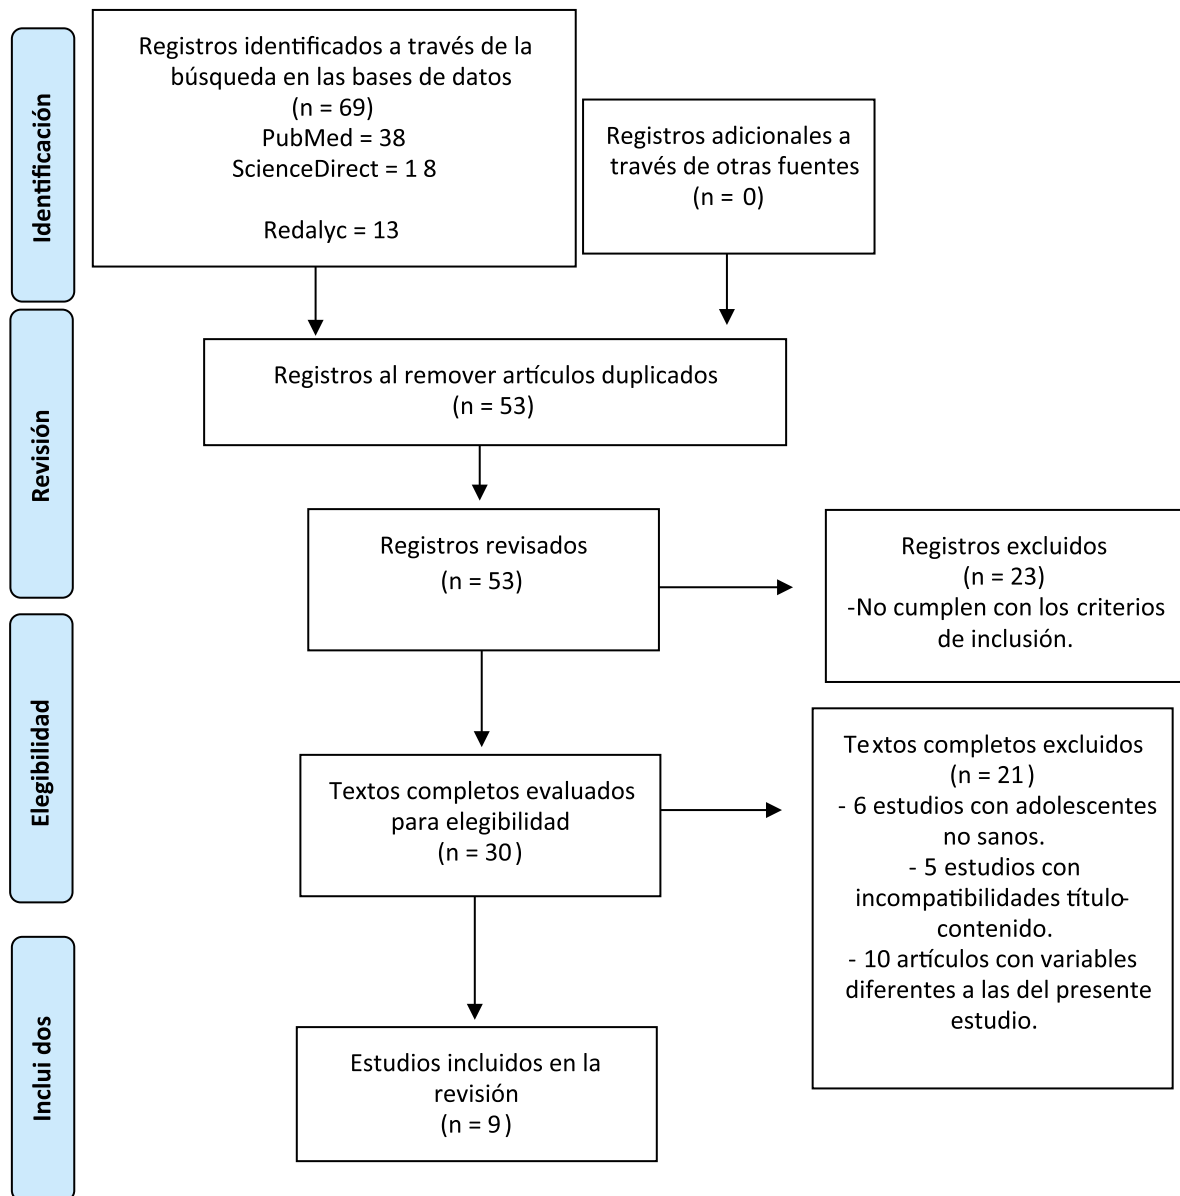 Identificación
Registros identificados a través de la
búsqueda en las bases de datos
(n = 69)
PubMed = 38
ScienceDirect = 1 8
Redalyc = 13
Registros adicionales a
través de otras fuentes
(n = 0)
Revisión
Registros al remover artículos duplicados
(n = 53)
Registros revisados
(n = 53)
Registros excluidos
(n = 23)
-No cumplen con los criterios
de inclusión.
Elegibilidad
Textos completos evaluados
para elegibilidad
(n = 30)
Textos completos excluidos
(n = 21)
- 6 estudios con adolescentes
no sanos.
- 5 estudios con
incompatibilidades título-
contenido.
- 10 artículos con variables
diferentes a las del presente
estudio.
Inclui dos
Estudios incluidos en la
revisión
(n = 9)